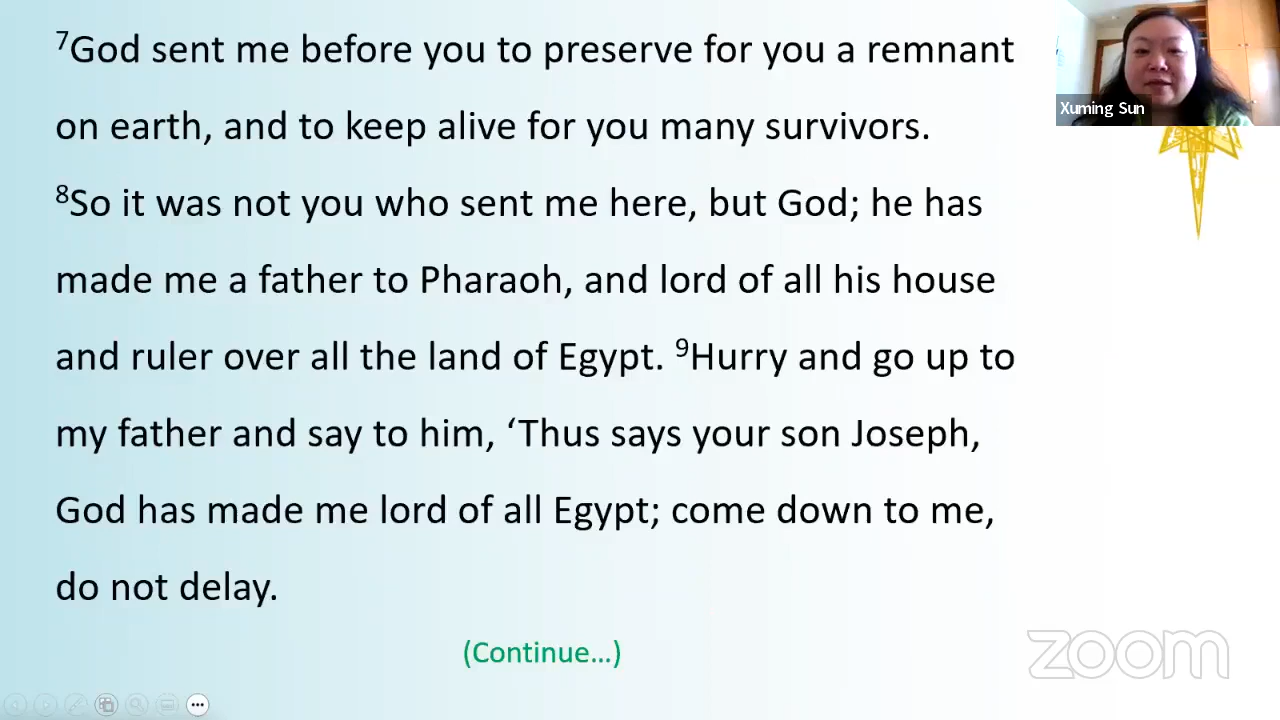 ⁷God sent me before you to preserve for you a remnant
on earth, and to keep alive for you many survivors.
⁸So it was not you who sent me here, but God; he has
made me a father to Pharaoh, and lord of all his house
and ruler over all the land of Egypt. ⁹Hurry and go up to
my father and say to him, ‘Thus says your son Joseph,
God has made me lord of all Egypt; come down to me,
do not delay.
(Continue…)
Xuming Sun
zoom